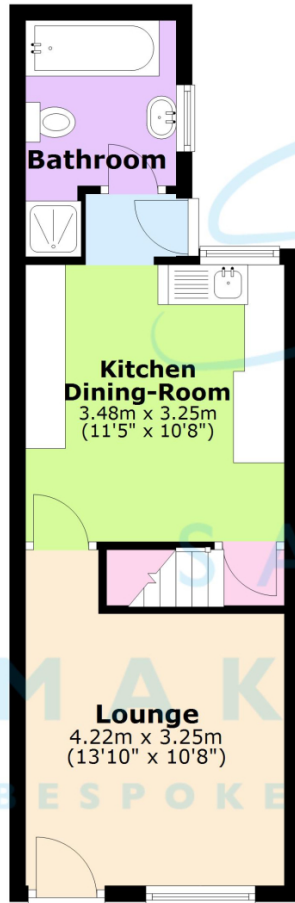 Bathroom
Kitchen
Dining-Room
3.48m x 3.25m
(11'5" x 10'8")
S A
Lounge
4.22m x 3.25m
(13'10" x 10'8")
M A K
BESPOKE